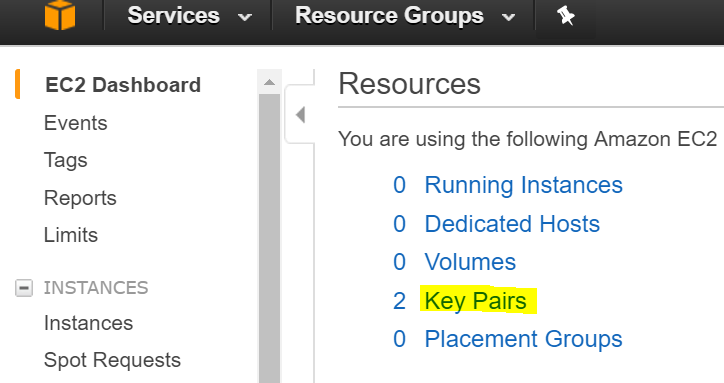 Services Resource Groups
EC2 Dashboard
Events
Tags
Reports
Limits
INSTANCES
Instances
Spot Requests
Resources
You are using the following Amazon EC2
0 Running Instances
0 Dedicated Hosts
0 Volumes
2 Key Pairs
0 Placement Groups